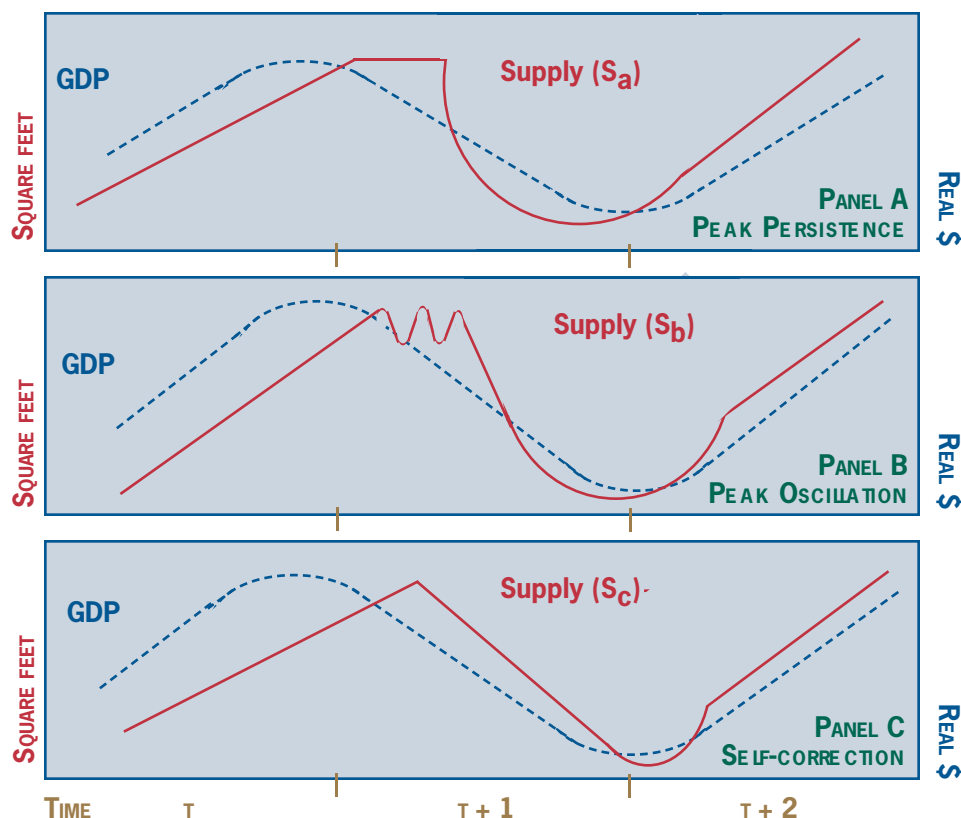 GDP
Supply (Sa)
SQUARE FEET
REAL $
PANEL A
PEAK PERSISTENCE
GDP
Supply (Sb)
SQUARE FEET
REAL $
PANEL B
PEAK OSCILLATION
GDP
Supply (Sc)
SQUARE FEET
REAL $
PANEL C
SELF-CORRECTION
TIME T T + 1 T + 2